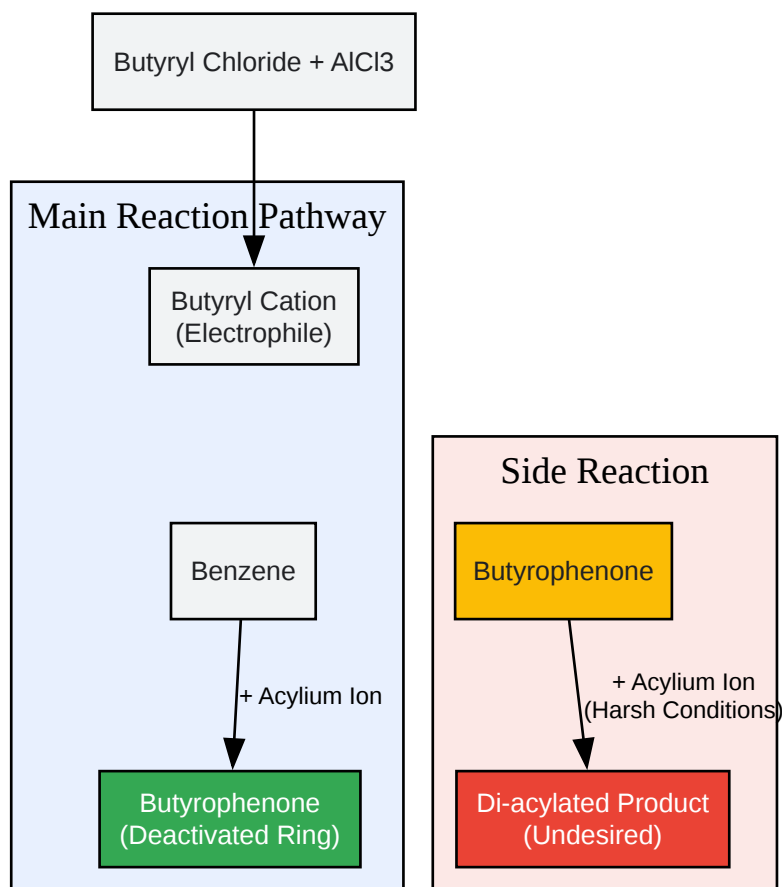 Butyryl Chloride + AlCl3
Main Reaction Pathway
Butyryl Cation
(Electrophile)
Benzene
+ Acylium Ion
Butyrophenone
(Deactivated Ring)
Side Reaction
Butyrophenone
+ Acylium Ion
(Harsh Conditions)
Di-acylated Product
(Undesired)